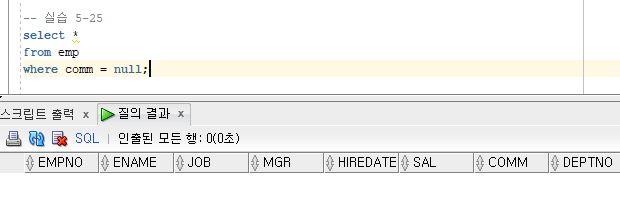 -- 실습 5-25
select *
from emp
where comm = null;
스크립트 출력 x 질의 결과 x
SQL | 인출된 모든 행: 0(0초)
EMPNO ENAME JOB MGR HIREDATE SAL COMM DEPTNO